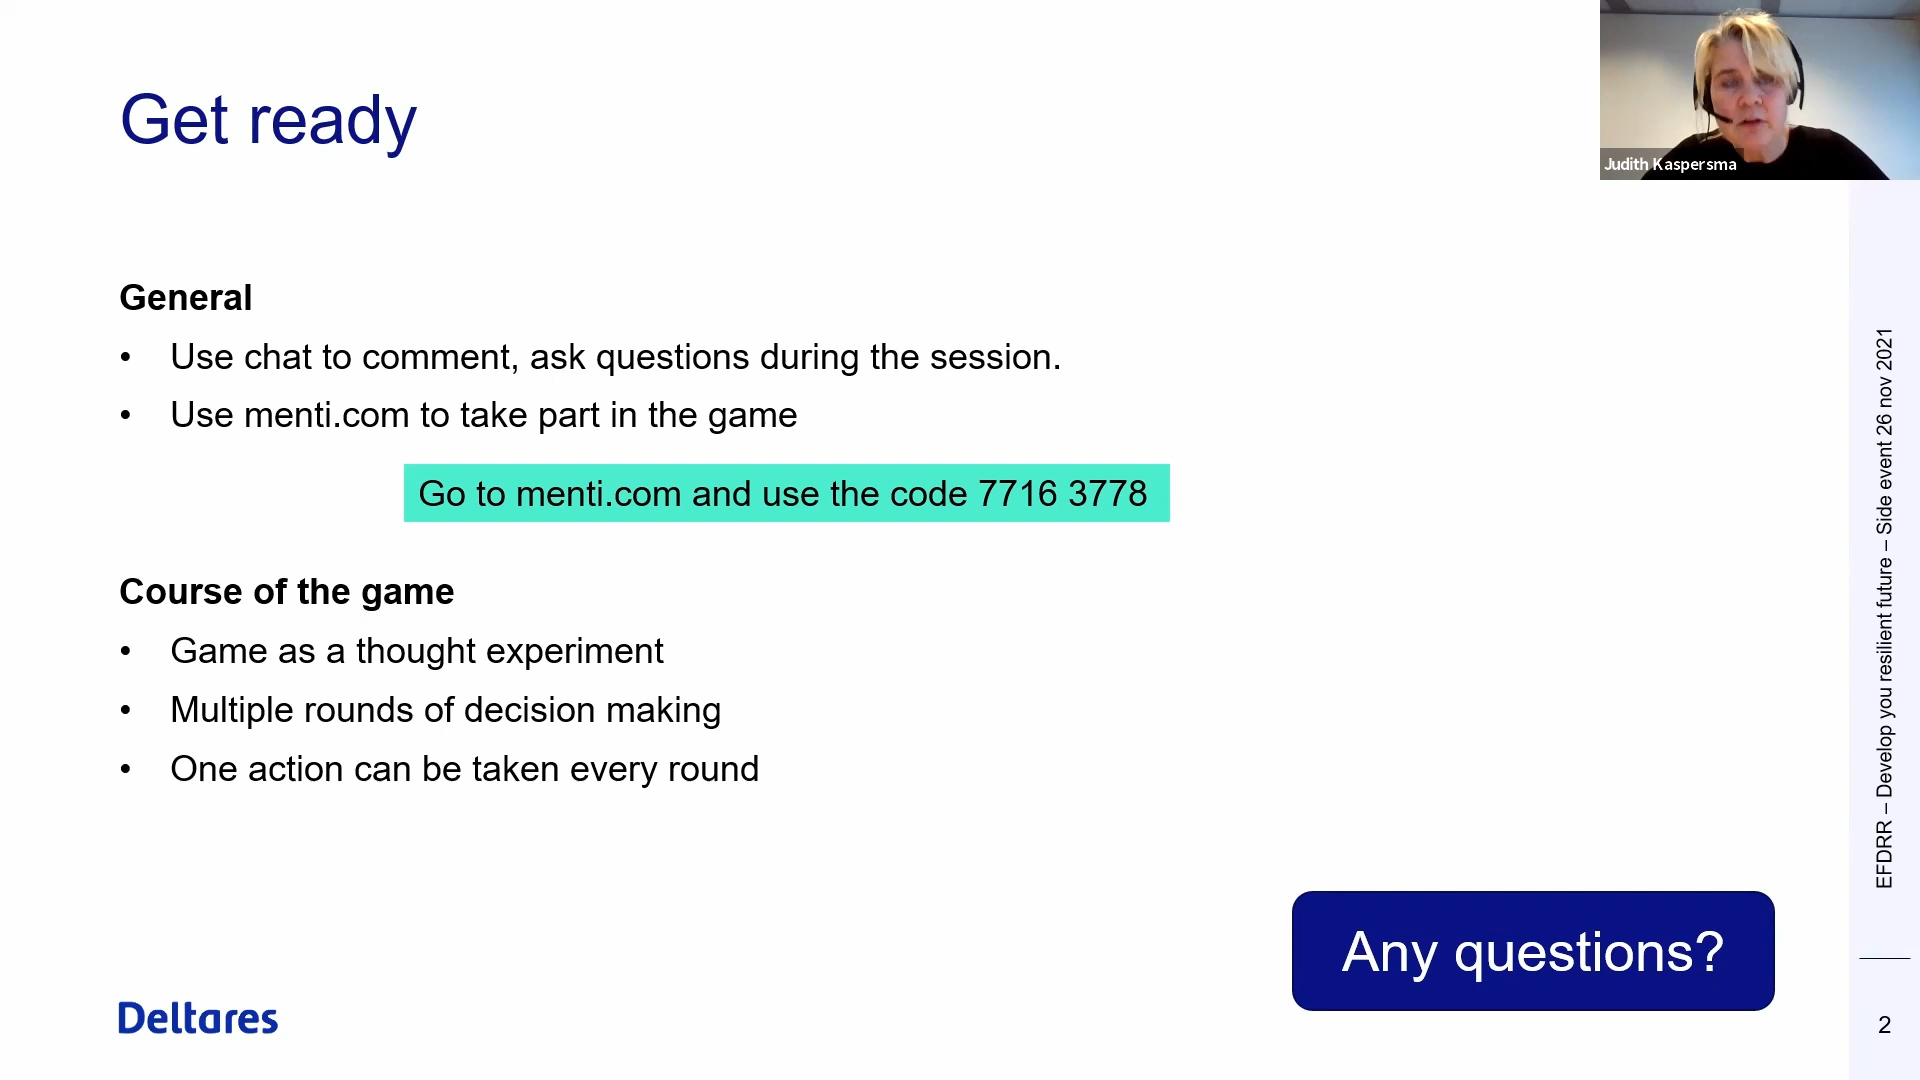 Get ready
Judith Kaspersma
General
• Use chat to comment, ask questions during the session.
• Use menti.com to take part in the game
Go to menti.com and use the code 7716 3778
Course of the game
• Game as a thought experiment
• Multiple rounds of decision making
• One action can be taken every round
Any questions?
Deltares
EFDRR – Develop you resilient future – Side event 26 nov 2021
2